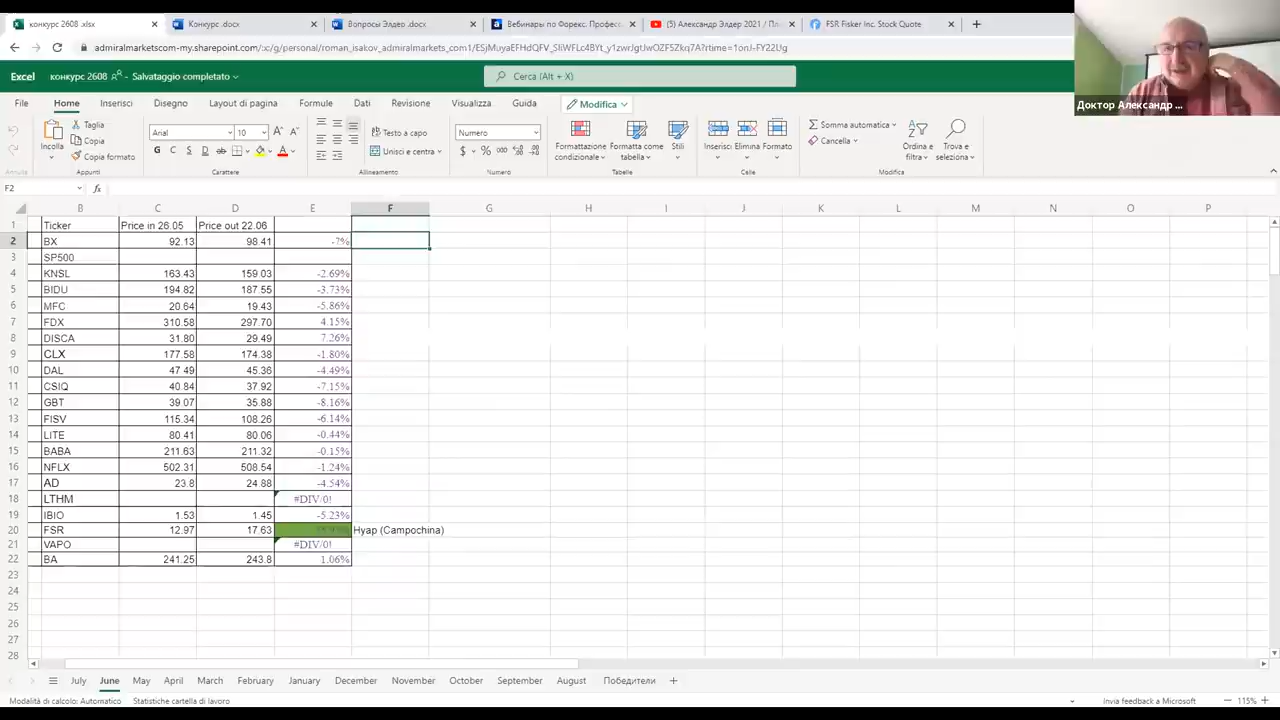 конкурс 2608 .xlsx
Конкурс.docx
Вопросы Элдер .docx
Вебинары по Форекс. Професс
(5) Александр Элдер 2021 / Пл
FSR Fisker Inc. Stock Quote
admiralmarketscom-my.sharepoint.com
Excel
конкурс 2608 - Salvataggio completato
Cerca (Alt + X)
Доктор Александр ...
File Home Inserisci Disegno Layout di pagina Formule Dati Revisione Visualizza Guida Modifica
Incolla
Taglia
Copia
Copia formato
Arial
10
Testo a capo
Unisci e centra
Numero
Formattazione condizionale
Formatta come tabella
Stili
Inserisci
Elimina
Formato
Somma automatica
Cancella
Ordina e filtra
Trova e seleziona
Annulla
Appunti
Carattere
Allineamento
Numero
Tabelle
Celle
Modifica
F2
fx
B C D E F G H I J K L M N O P
1 Ticker Price in 26.05 Price out 22.06
2 BX 92.13 98.41 -7%
3 SP500
4 KNSL 163.43 159.03 -2.69%
5 BIDU 194.82 187.55 -3.73%
6 MFC 20.64 19.43 -5.86%
7 FDX 310.58 297.70 4.15%
8 DISCA 31.80 29.49 7.26%
9 CLX 177.58 174.38 -1.80%
10 DAL 47.49 45.36 -4.49%
11 CSIQ 40.84 37.92 -7.15%
12 GBT 39.07 35.88 -8.16%
13 FISV 115.34 108.26 -6.14%
14 LITE 80.41 80.06 -0.44%
15 BABA 211.63 211.32 -0.15%
16 NFLX 502.31 508.54 -1.24%
17 AD 23.8 24.88 -4.54%
18 LTHM #DIV/0!
19 IBIO 1.53 1.45 -5.23%
20 FSR 12.97 17.63 Hyap (Campochina)
21 VAPO #DIV/0!
22 BA 241.25 243.8 1.06%
23
24
25
26
27
28
July June May April March February January December November October September August Победители
Modalità di calcolo: Automatico Statistiche cartella di lavoro
Invia feedback a Microsoft 115%